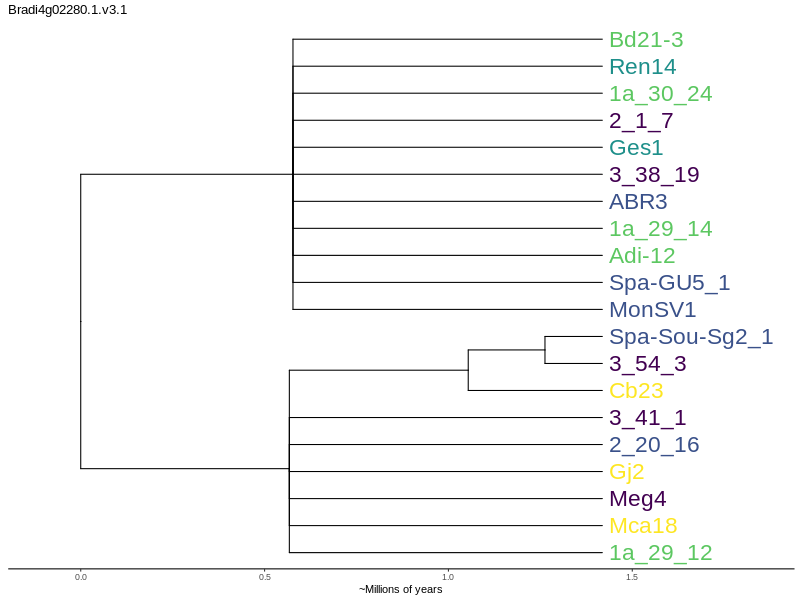 Bradi4g02280.1.v3.1
Bd21-3
Ren14
1a_30_24
2_1_7
Ges1
3_38_19
ABR3
1a_29_14
Adi-12
Spa-GU5_1
MonSV1
Spa-Sou-Sg2_1
3_54_3
Cb23
3_41_1
2_20_16
Gj2
Meg4
Mca18
1a_29_12
0.0 0.5 1.0 1.5
~Millions of years